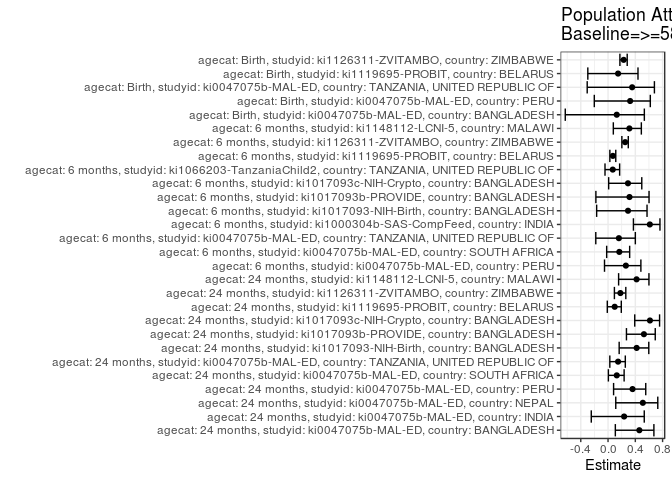 Population Att
Baseline=>=58
agecat: Birth, studyid: ki1126311-ZVITAMBO, country: ZIMBABWE
agecat: Birth, studyid: ki1119695-PROBIT, country: BELARUS
agecat: Birth, studyid: ki0047075b-MAL-ED, country: TANZANIA, UNITED REPUBLIC OF
agecat: Birth, studyid: ki0047075b-MAL-ED, country: PERU
agecat: Birth, studyid: ki0047075b-MAL-ED, country: BANGLADESH
agecat: 6 months, studyid: ki1148112-LCNI-5, country: MALAWI
agecat: 6 months, studyid: ki1126311-ZVITAMBO, country: ZIMBABWE
agecat: 6 months, studyid: ki1119695-PROBIT, country: BELARUS
agecat: 6 months, studyid: ki1066203-TanzaniaChild2, country: TANZANIA, UNITED REPUBLIC OF
agecat: 6 months, studyid: ki1017093c-NIH-Crypto, country: BANGLADESH
agecat: 6 months, studyid: ki1017093b-PROVIDE, country: BANGLADESH
agecat: 6 months, studyid: ki1017093-NIH-Birth, country: BANGLADESH
agecat: 6 months, studyid: ki1000304b-SAS-CompFeed, country: INDIA
agecat: 6 months, studyid: ki0047075b-MAL-ED, country: TANZANIA, UNITED REPUBLIC OF
agecat: 6 months, studyid: ki0047075b-MAL-ED, country: SOUTH AFRICA
agecat: 6 months, studyid: ki0047075b-MAL-ED, country: PERU
agecat: 24 months, studyid: ki1148112-LCNI-5, country: MALAWI
agecat: 24 months, studyid: ki1126311-ZVITAMBO, country: ZIMBABWE
agecat: 24 months, studyid: ki1119695-PROBIT, country: BELARUS
agecat: 24 months, studyid: ki1017093c-NIH-Crypto, country: BANGLADESH
agecat: 24 months, studyid: ki1017093b-PROVIDE, country: BANGLADESH
agecat: 24 months, studyid: ki1017093-NIH-Birth, country: BANGLADESH
agecat: 24 months, studyid: ki0047075b-MAL-ED, country: TANZANIA, UNITED REPUBLIC OF
agecat: 24 months, studyid: ki0047075b-MAL-ED, country: SOUTH AFRICA
agecat: 24 months, studyid: ki0047075b-MAL-ED, country: PERU
agecat: 24 months, studyid: ki0047075b-MAL-ED, country: NEPAL
agecat: 24 months, studyid: ki0047075b-MAL-ED, country: INDIA
agecat: 24 months, studyid: ki0047075b-MAL-ED, country: BANGLADESH
-0.4 0.0 0.4 0.8
Estimate